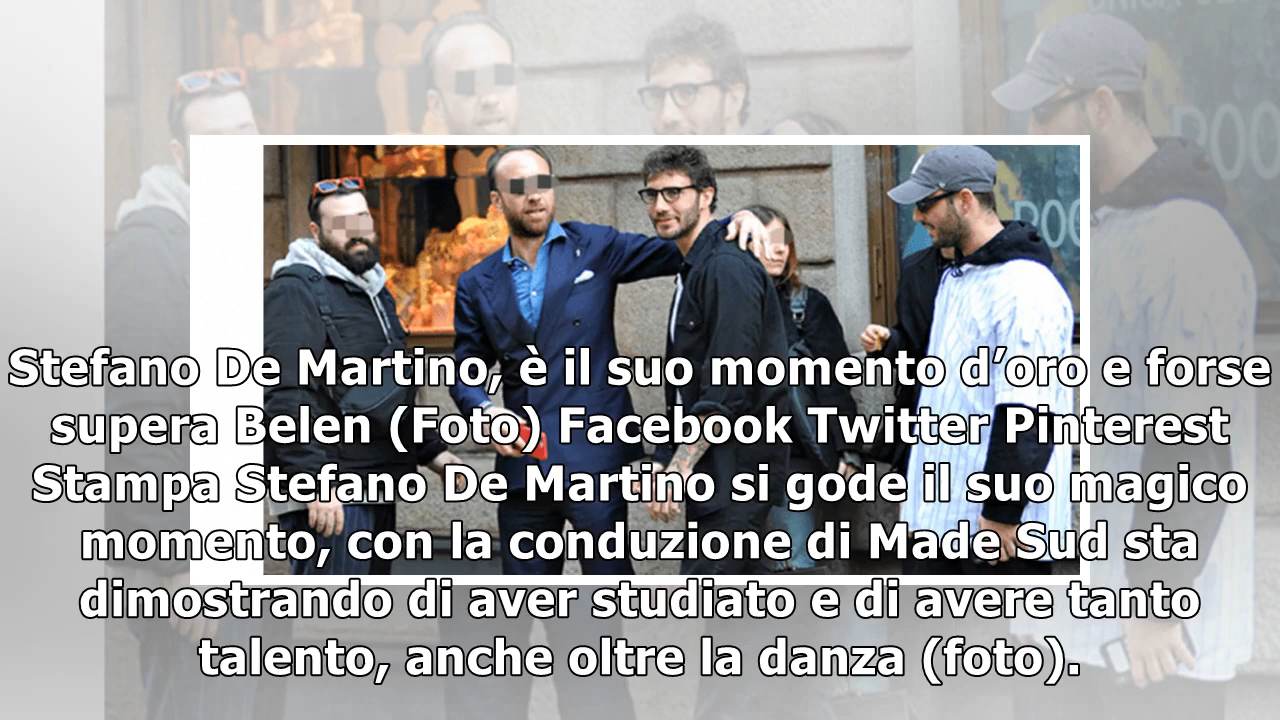 Stefano De Martino, è il suo momento d’oro e forse
supera Belen (Foto) Facebook Twitter Pinterest
Stampa Stefano De Martino si gode il suo magico
momento, con la conduzione di Made Sud sta
dimostrando di aver studiato e di avere tanto
talento, anche oltre la danza (foto).